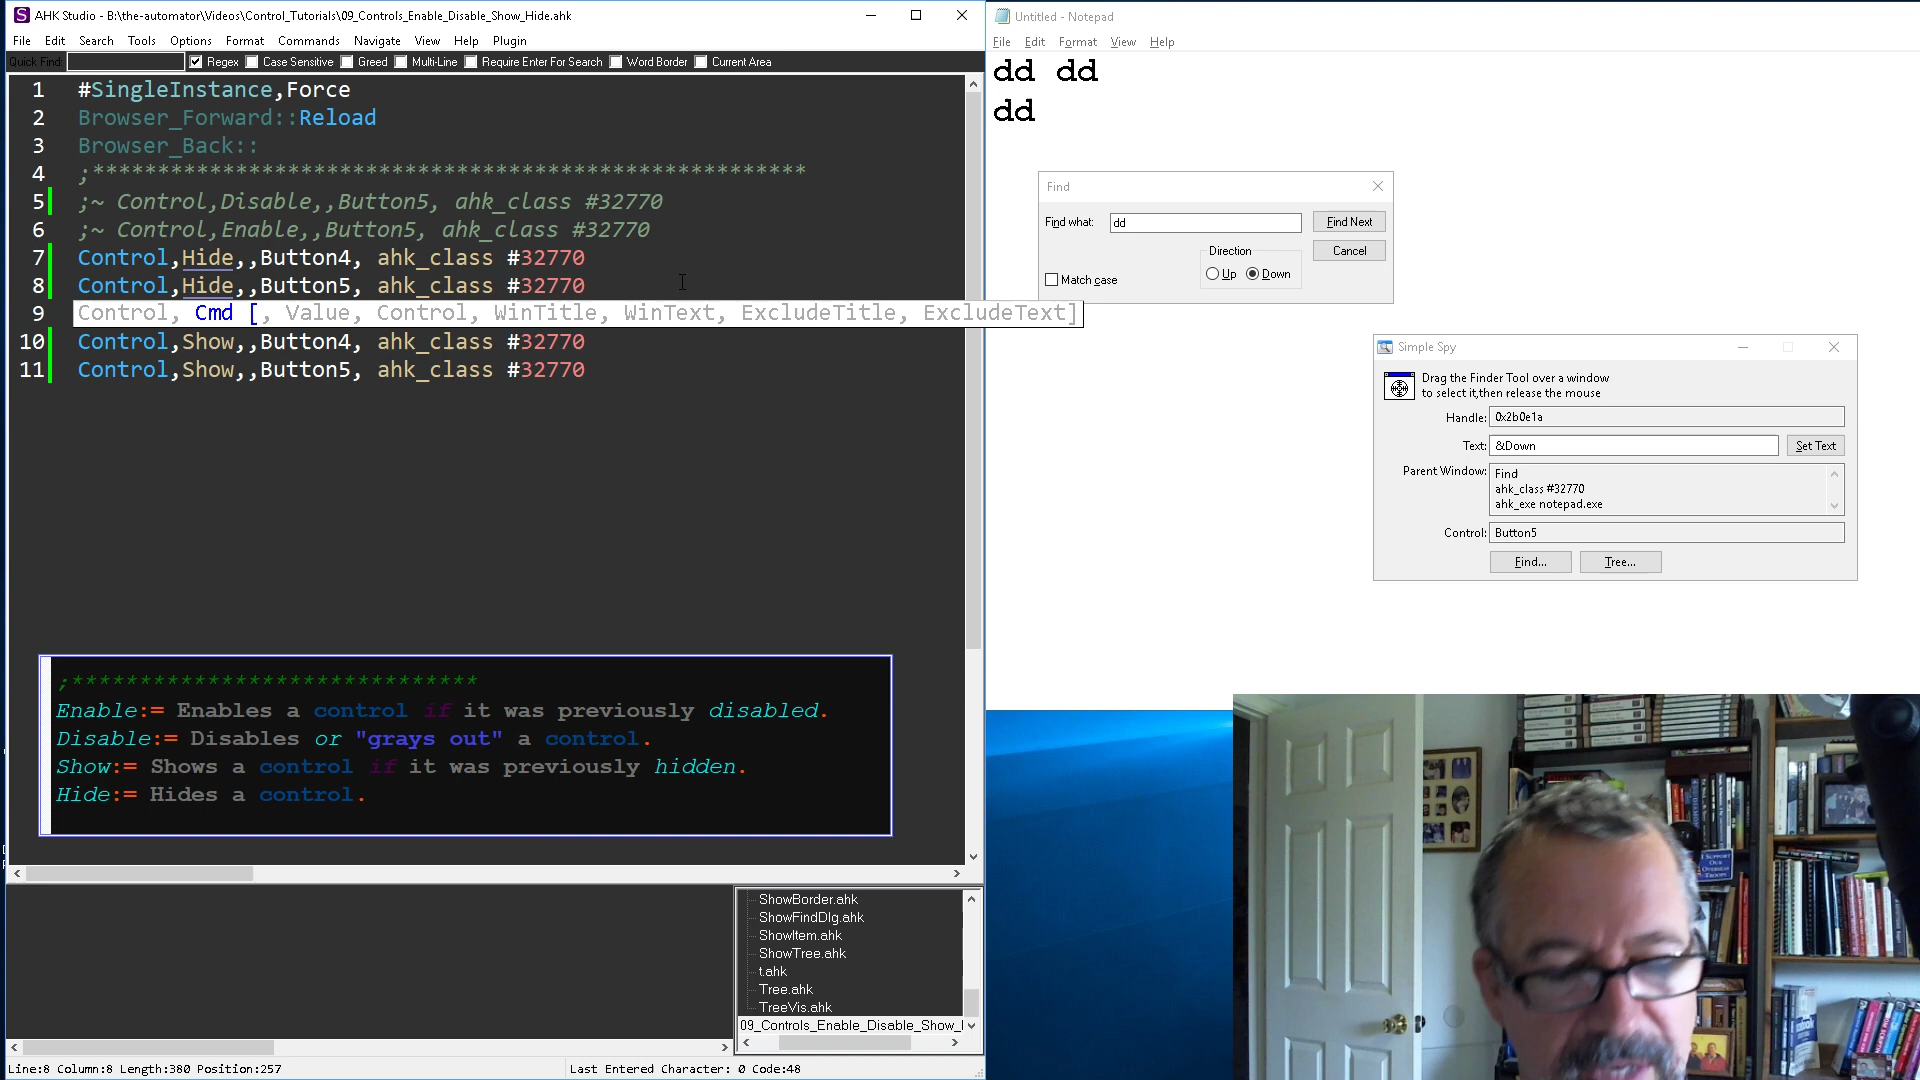 AHK Studio - B:\the-automator\Videos\Control_Tutorials\09_Controls_Enable_Disable_Show_Hide.ahk
File Edit Search Tools Options Format Commands Navigate View Help Plugin
Quick Find: Regex Case Sensitive Greed Multi-Line Require Enter For Search Word Border Current Area
1 #SingleInstance,Force
2 Browser_Forward::Reload
3 Browser_Back::
4 ;*******************************************************
5 ;~ Control,Disable,,Button5, ahk_class #32770
6 ;~ Control,Enable,,Button5, ahk_class #32770
7 Control,Hide,,Button4, ahk_class #32770
8 Control,Hide,,Button5, ahk_class #32770
9 Control, Cmd [, Value, Control, WinTitle, WinText, ExcludeTitle, ExcludeText]
10 Control,Show,,Button4, ahk_class #32770
11 Control,Show,,Button5, ahk_class #32770
;*******************************
Enable:= Enables a control if it was previously disabled.
Disable:= Disables or "grays out" a control.
Show:= Shows a control if it was previously hidden.
Hide:= Hides a control.
ShowBorder.ahk
ShowFindDlg.ahk
ShowItem.ahk
ShowTree.ahk
t.ahk
Tree.ahk
TreeVis.ahk
09_Controls_Enable_Disable_Show_
Line:8 Column:8 Length:380 Position:257 Last Entered Character: 0 Code:48
Untitled - Notepad
File Edit Format View Help
dd dd
dd
Find
Find what: dd Find Next
Direction Cancel
Up Down
Match case
Simple Spy
Drag the Finder Tool over a window
to select it,then release the mouse
Handle: 0x2b0e1a
Text: &Down Set Text
Parent Window: Find
ahk_class #32770
ahk_exe notepad.exe
Control: Button5
Find... Tree...
I SUPPORT
OUR
OVERSEAS
TROOPS